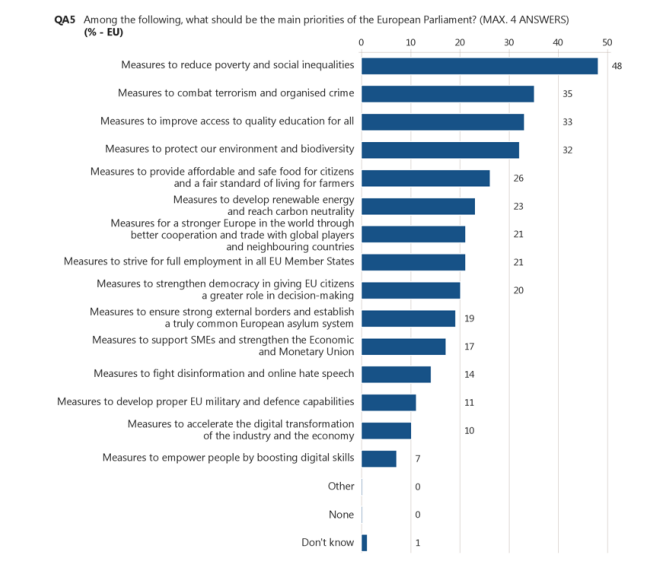 QA5 Among the following, what should be the main priorities of the European Parliament? (MAX. 4 ANSWERS)
(% - EU)
0 10 20 30 40 50
Measures to reduce poverty and social inequalities 48
Measures to combat terrorism and organised crime 35
Measures to improve access to quality education for all 33
Measures to protect our environment and biodiversity 32
Measures to provide affordable and safe food for citizens
and a fair standard of living for farmers 26
Measures to develop renewable energy
and reach carbon neutrality 23
Measures for a stronger Europe in the world through
better cooperation and trade with global players 21
and neighbouring countries
Measures to strive for full employment in all EU Member States 21
Measures to strengthen democracy in giving EU citizens
a greater role in decision-making 20
Measures to ensure strong external borders and establish
a truly common European asylum system 19
Measures to support SMEs and strengthen the Economic
and Monetary Union 17
Measures to fight disinformation and online hate speech 14
Measures to develop proper EU military and defence capabilities 11
Measures to accelerate the digital transformation
of the industry and the economy 10
Measures to empower people by boosting digital skills 7
Other 0
None 0
Don't know 1